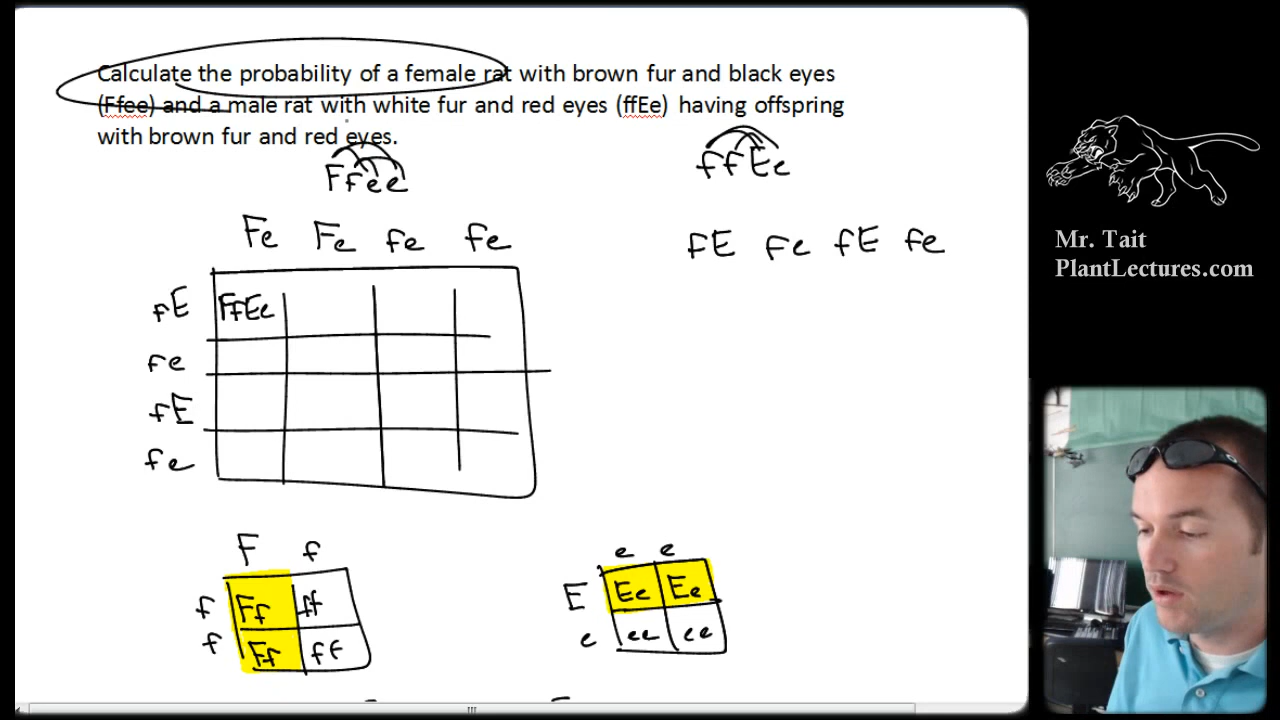 Calculate the probability of a female rat with brown fur and black eyes
(Ffee) and a male rat with white fur and red eyes (ffEe) having offspring
with brown fur and red eyes.
Ffee
ffEe
Fe Fe fe fe
fE fe fE fe
Mr. Tait
PlantLectures.com
fE FfEe
fe
fE
fe
F f
f Ff ff
f Ff ff
e e
E Ee Ee
e ee ee